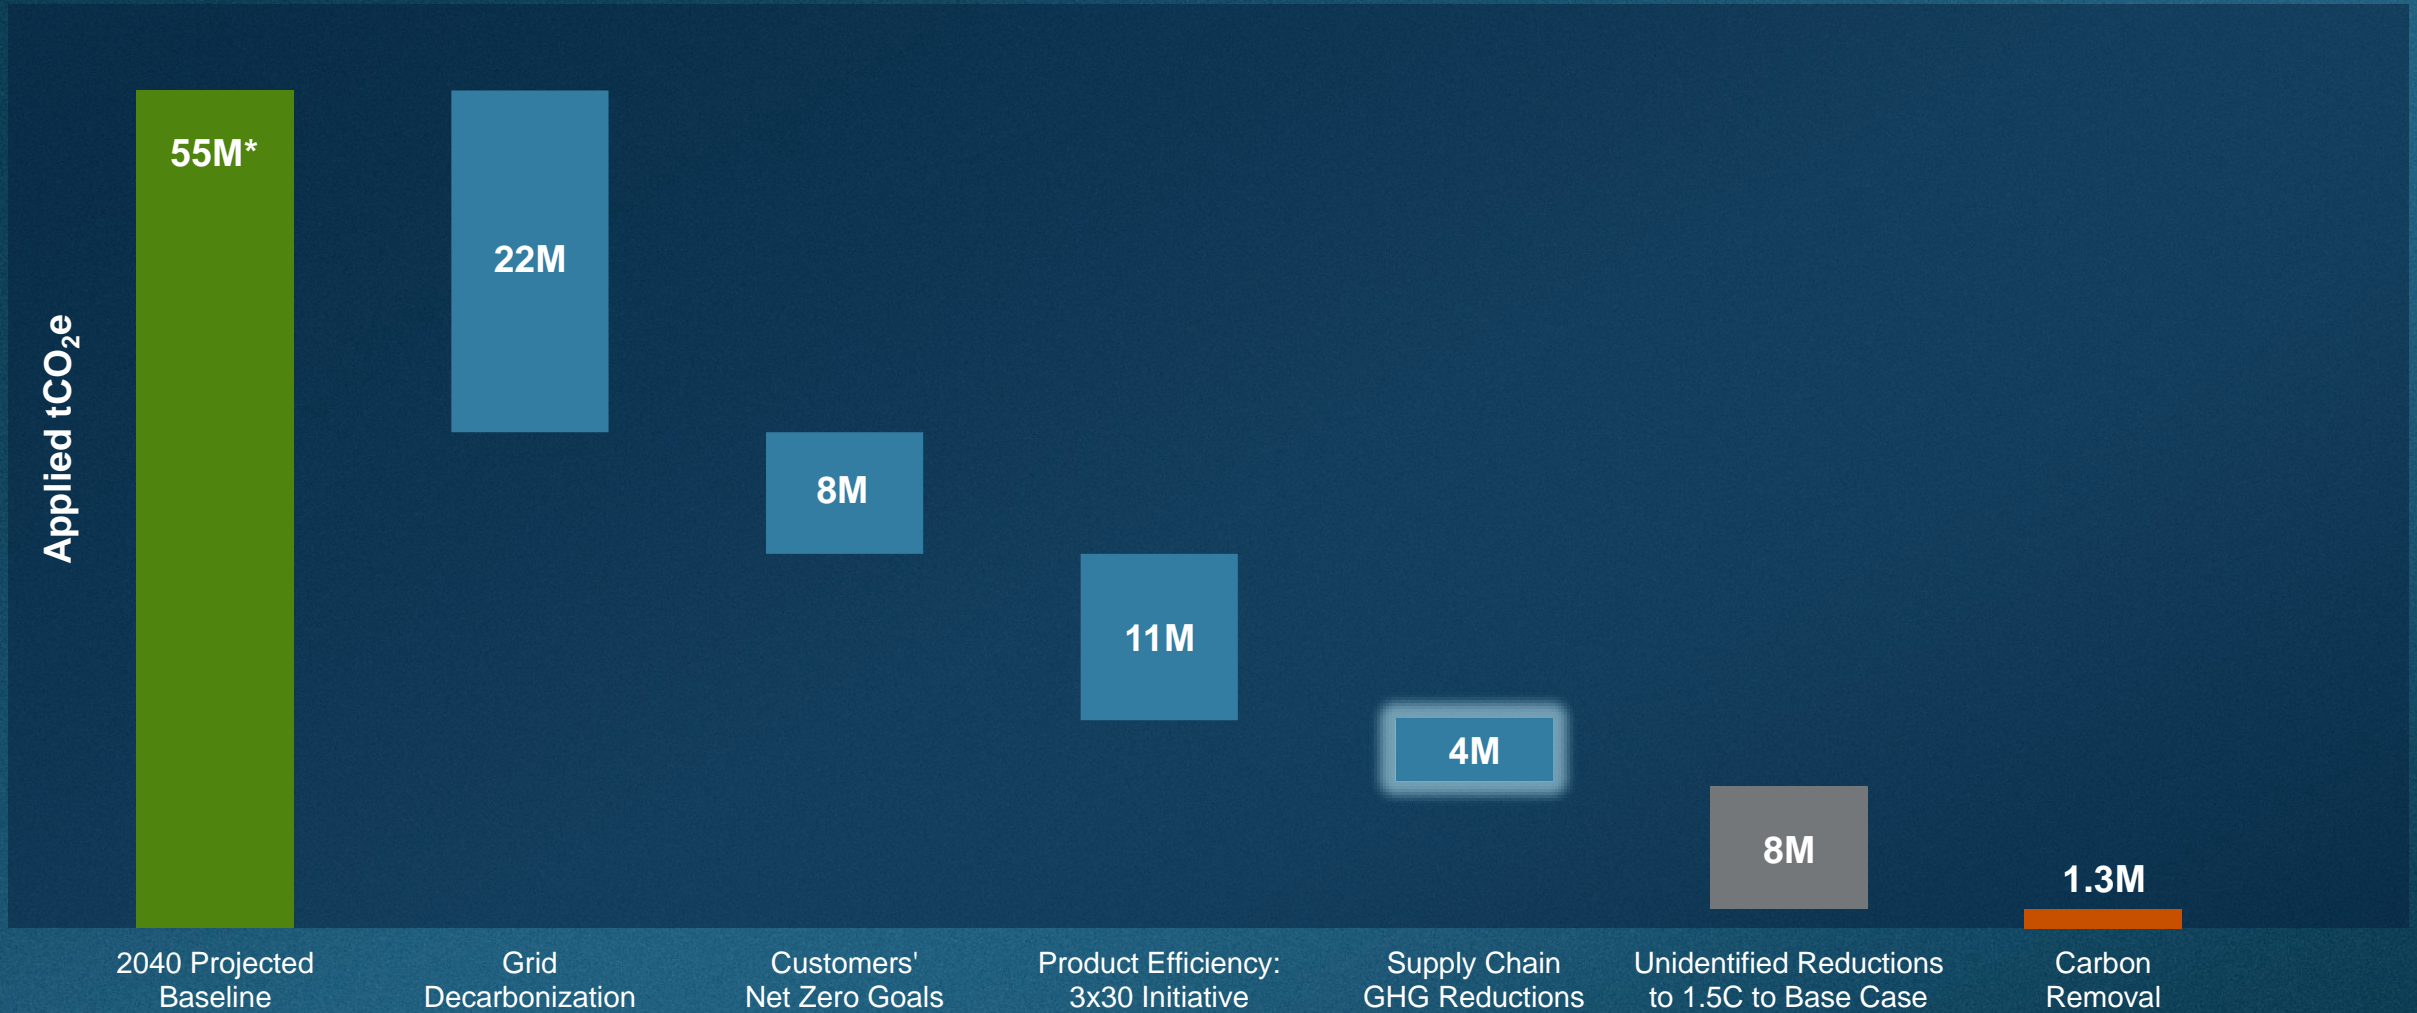 Applied tCO₂e
55M*
22M
8M
11M
4M
8M
1.3M
2040 Projected
Baseline
Grid
Decarbonization
Customers'
Net Zero Goals
Product Efficiency:
3x30 Initiative
Supply Chain
GHG Reductions
Unidentified Reductions
to 1.5C to Base Case
Carbon
Removal